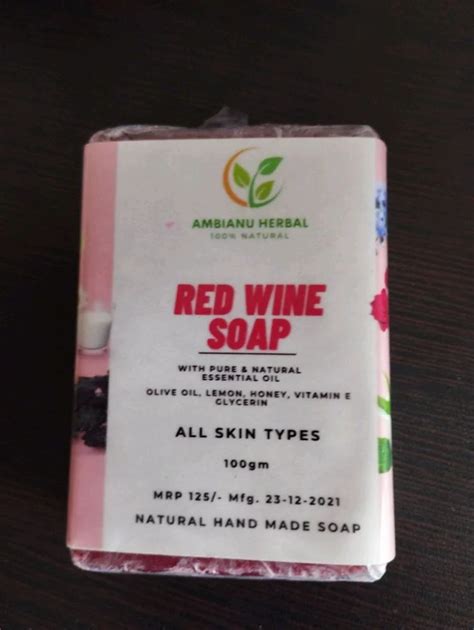 AMBIANU HERBAL
100% NATURAL
RED WINE
SOAP
WITH PURE & NATURAL
ESSENTIAL OIL
OLIVE OIL, LEMON, HONEY, VITAMIN E
GLYCERIN
ALL SKIN TYPES
100gm
MRP 125/- Mfg. 23-12-2021
NATURAL HAND MADE SOAP